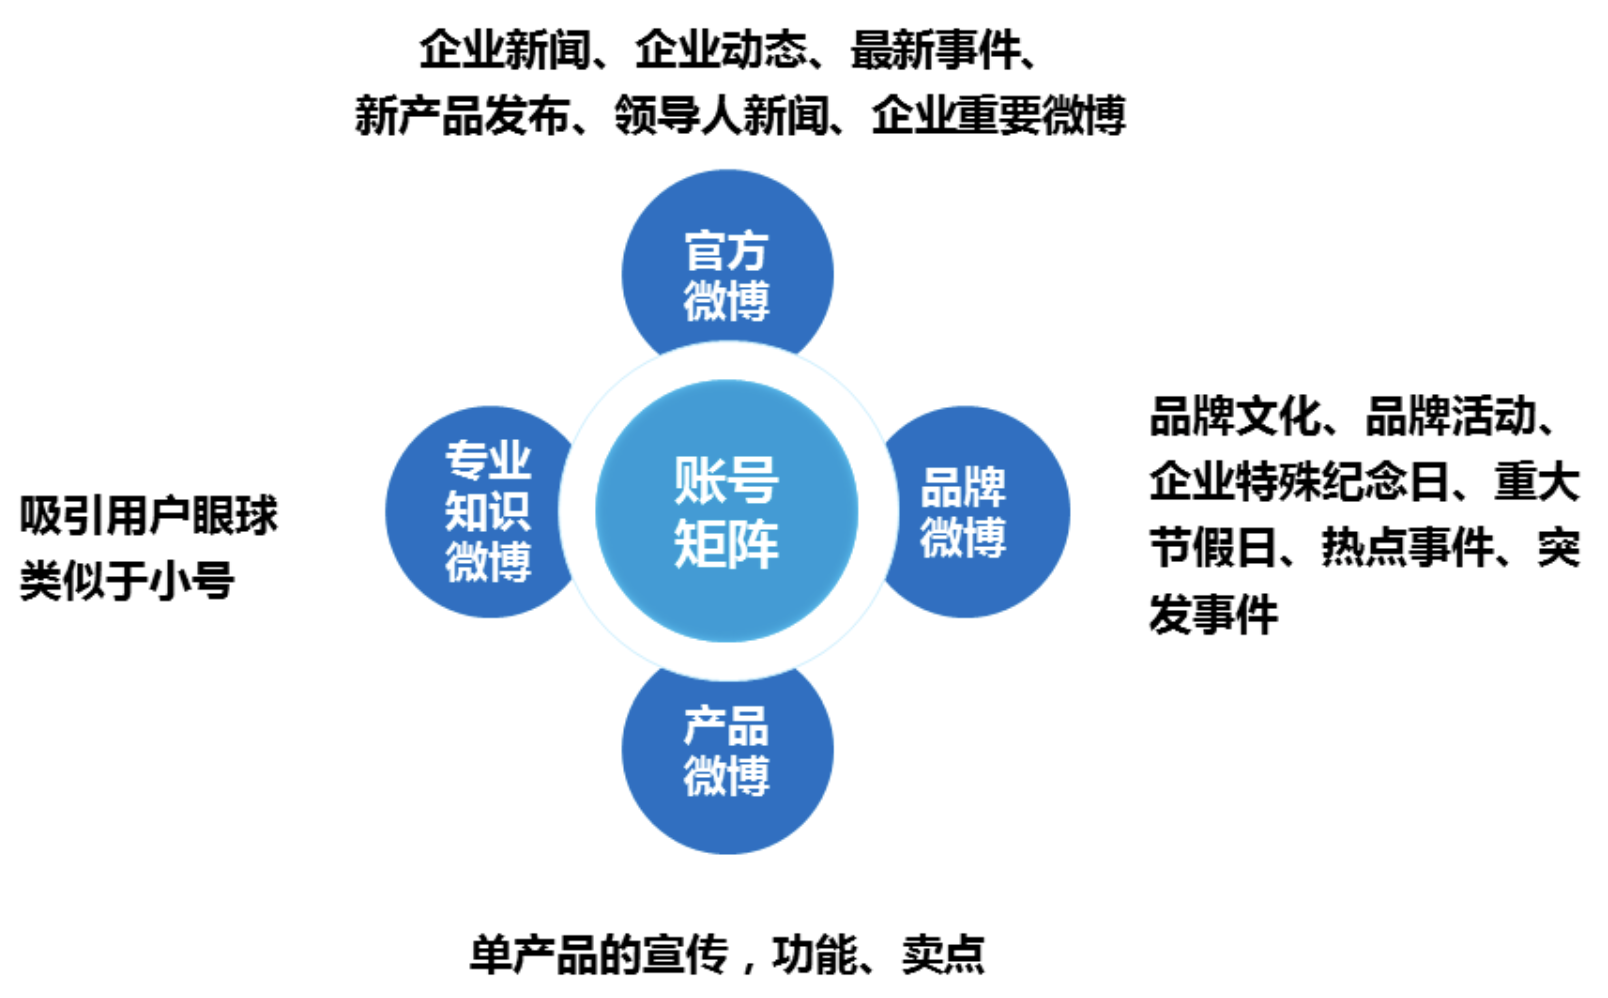 企业新闻、企业动态、最新事件、
新产品发布、领导人新闻、企业重要微博
官方
微博
专业
知识
微博
账号
矩阵
品牌
微博
产品
微博
吸引用户眼球
类似于小号
品牌文化、品牌活动、
企业特殊纪念日、重大
节假日、热点事件、突
发事件
单产品的宣传，功能、卖点